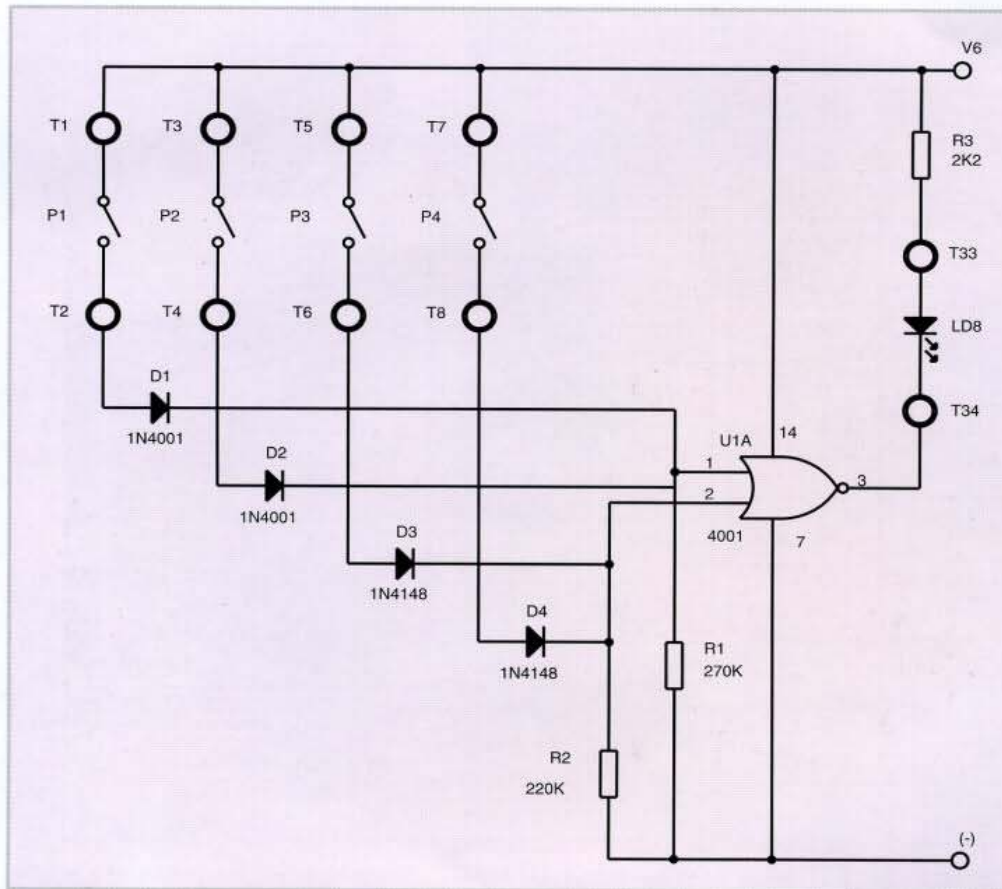 V6
T1
T3
T5
T7
R3
2K2
P1
P2
P3
P4
T33
T2
T4
T6
T8
LD8
D1
1N4001
T34
U1A
14
D2
1
3
1N4001
2
4001
7
D3
1N4148
D4
1N4148
R1
270K
R2
220K
(-)